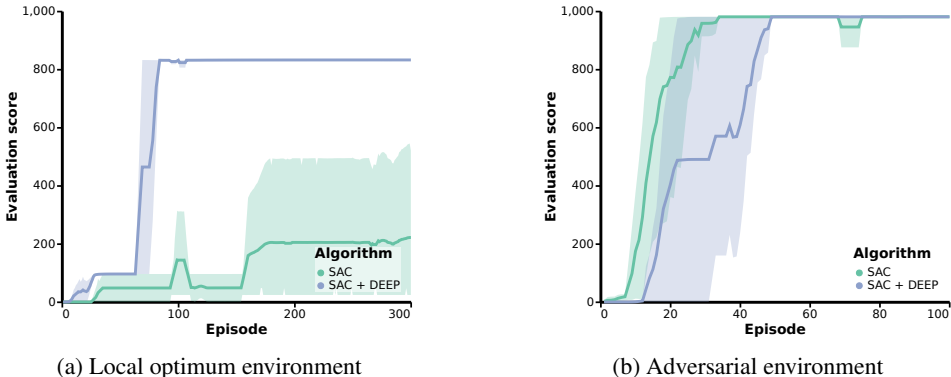 1,000
800
600
400
200
0
Evaluation score
0
100
200
300
Episode
Algorithm
SAC
SAC + DEEP
(a) Local optimum environment
1,000
800
600
400
200
0
Evaluation score
0
20
40
60
80
100
Episode
Algorithm
SAC
SAC + DEEP
(b) Adversarial environment